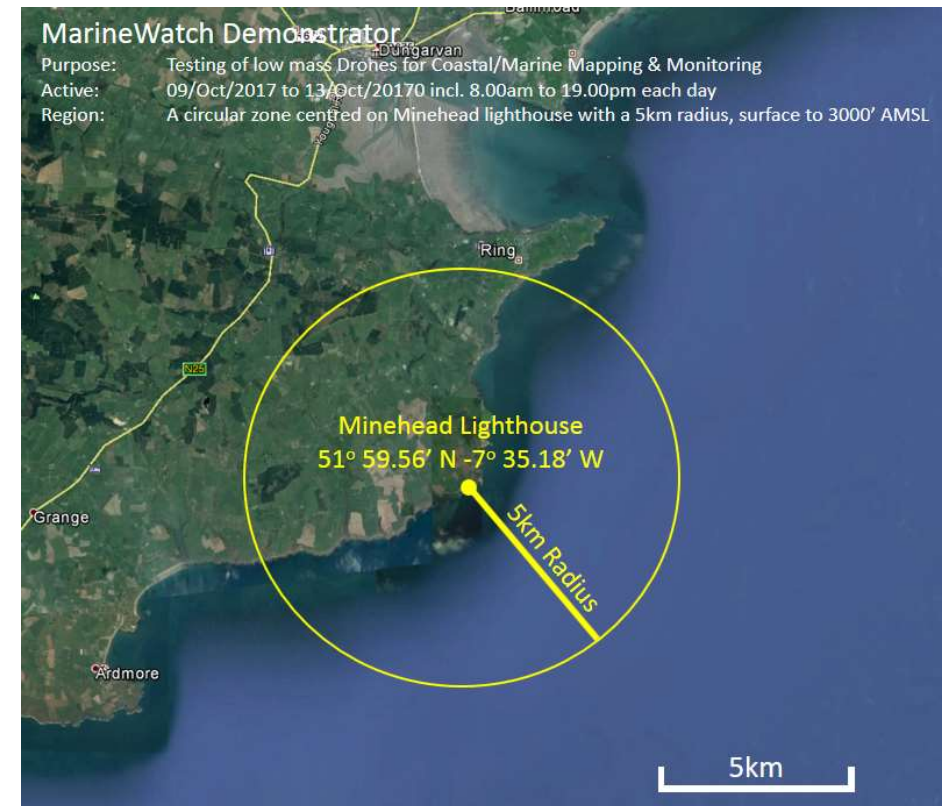 Ballinroad
MarineWatch Demonstrator
Dungarvan
Purpose: Testing of low mass Drones for Coastal/Marine Mapping & Monitoring
Active: 09/Oct/2017 to 13/Oct/20170 incl. 8.00am to 19.00pm each day
Region: A circular zone centred on Minehead lighthouse with a 5km radius, surface to 3000’ AMSL
Ring
N25
Minehead Lighthouse
51º 59.56’ N -7º 35.18’ W
Grange
5km Radius
Ardmore
5km